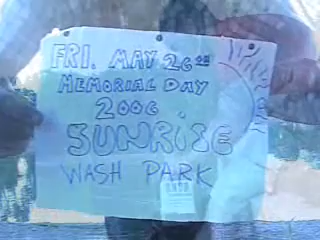 FRI. MAY 26TH
MEMORIAL DAY
2006
SUNRiSE
WASH PARK